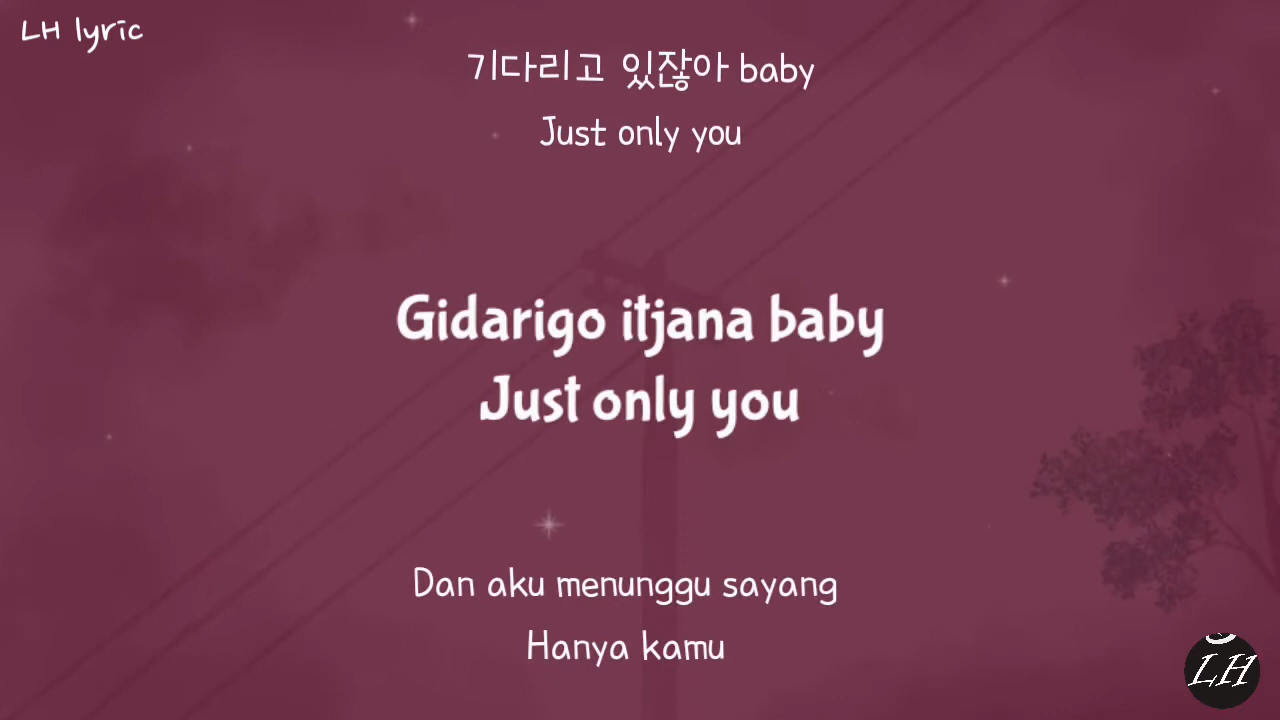 LH lyric
기다리고 있잖아 baby
Just only you
Gidarigo itjana baby
Just only you
Dan aku menunggu sayang
Hanya kamu
LH